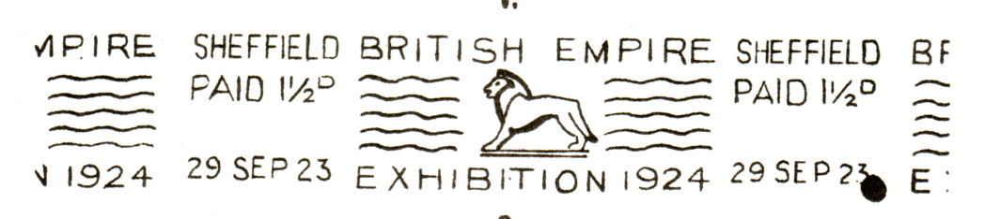 MPIRE SHEFFIELD BRITISH EMPIRE SHEFFIELD BR
PAID 1½D PAID 1½D
29 SEP 23 29 SEP 23
N 1924 EXHIBITION 1924 E